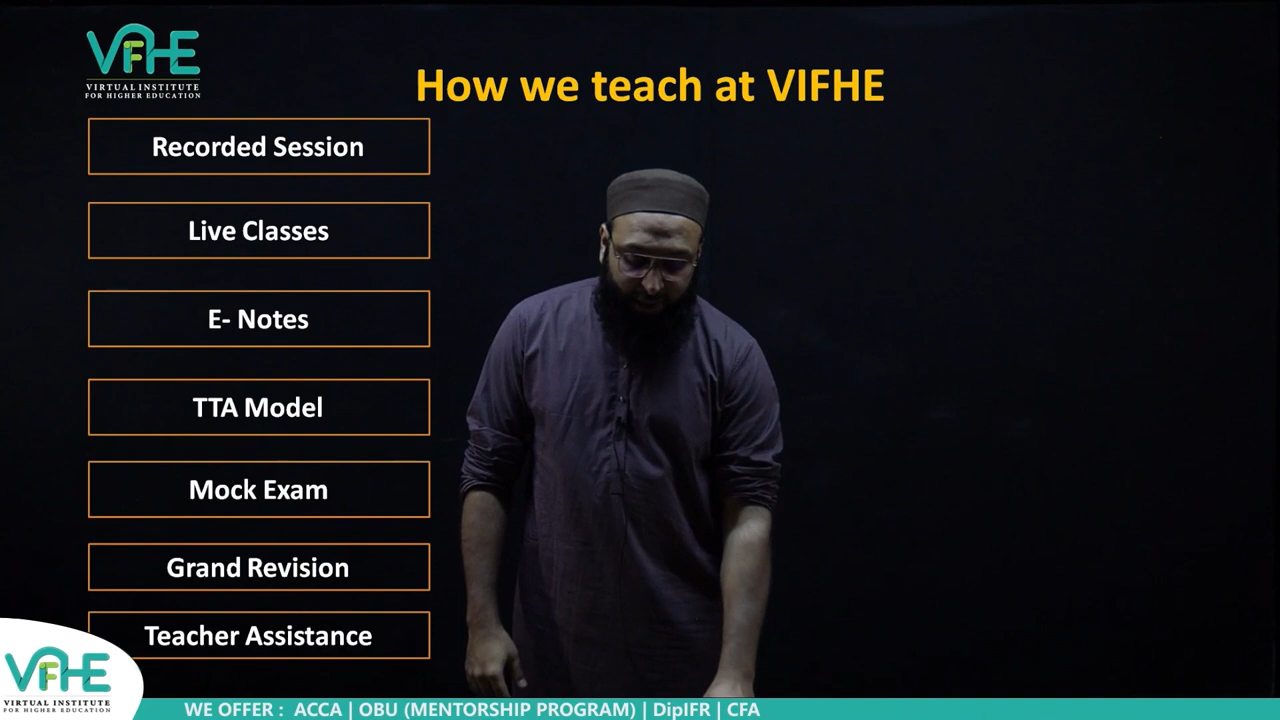 VIFHE
VIRTUAL INSTITUTE
FOR HIGHER EDUCATION
How we teach at VIFHE
Recorded Session
Live Classes
E- Notes
TTA Model
Mock Exam
Grand Revision
Teacher Assistance
VIFHE
VIRTUAL INSTITUTE
FOR HIGHER EDUCATION
WE OFFER : ACCA | OBU (MENTORSHIP PROGRAM) | DipIFR | CFA